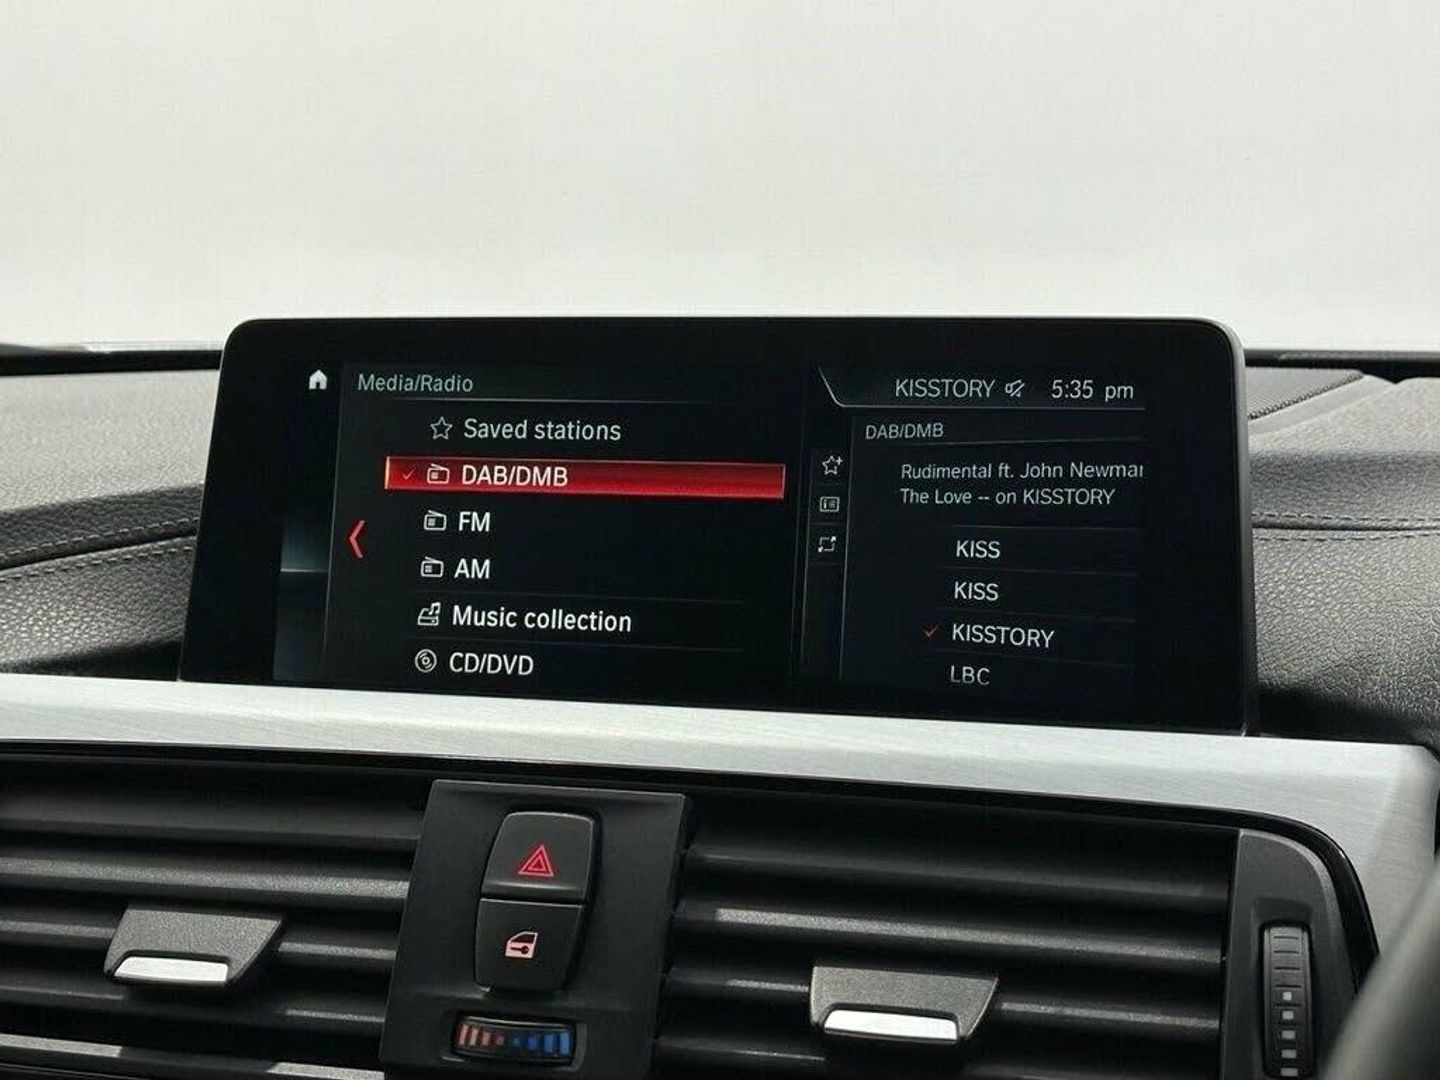 Media/Radio
KISSTORY 5:35 pm
Saved stations
DAB/DMB
FM
AM
Music collection
CD/DVD
DAB/DMB
Rudimental ft. John Newmar
The Love -- on KISSTORY
KISS
KISS
KISSTORY
LBC